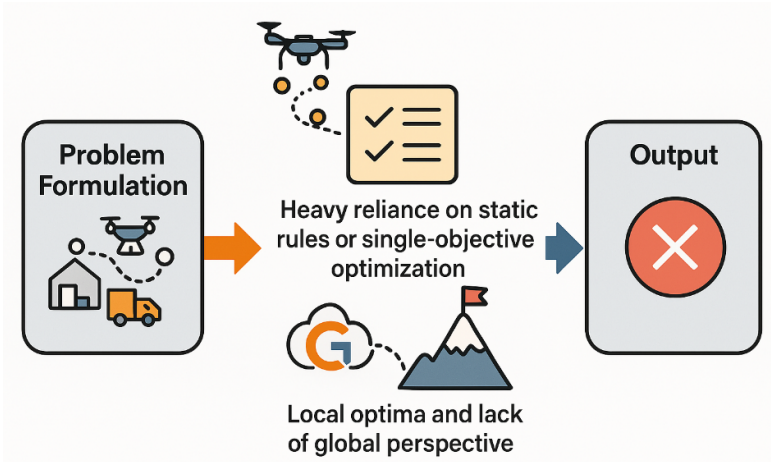 Problem
Formulation
Heavy reliance on static
rules or single-objective
optimization
G
Local optima and lack
of global perspective
Output